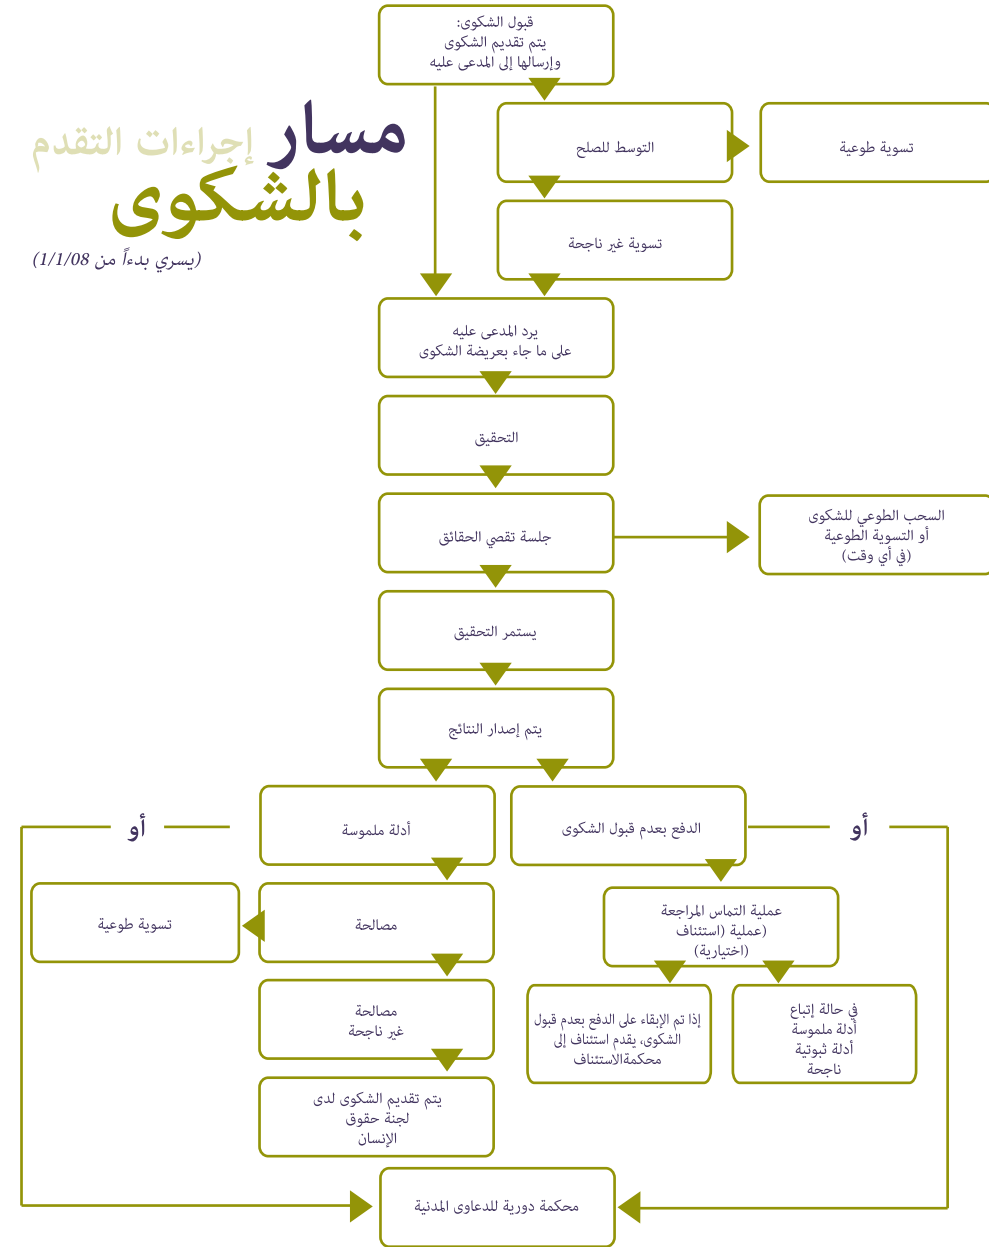 قبول الشكوى:
يتم تقديم الشكوى
وإرسالها إلى المدعى عليه
مسار إجراءات التقدم
بالشكوى
(يسري بدءاً من 1/1/08)
التوسط للصلح
تسوية طوعية
تسوية غير ناجحة
يرد المدعى عليه
على ما جاء بعريضة الشكوى
التحقيق
جلسة تقصي الحقائق
السحب الطوعي للشكوى
أو التسوية الطوعية
(في أي وقت)
يستمر التحقيق
يتم إصدار النتائج
أو
الدفع بعدم قبول الشكوى
أدلة ملموسة
أو
عملية التماس المراجعة
(عملية (استئناف
(اختيارية)
مصالحة
تسوية طوعية
في حالة إتباع
أدلة ملموسة
أدلة ثبوتية
ناجحة
إذا تم الإبقاء على الدفع بعدم قبول
الشكوى، يقدم استئناف إلى
محكمةالاستئناف
مصالحة
غير ناجحة
يتم تقديم الشكوى لدى
لجنة حقوق
الإنسان
محكمة دورية للدعاوى المدنية